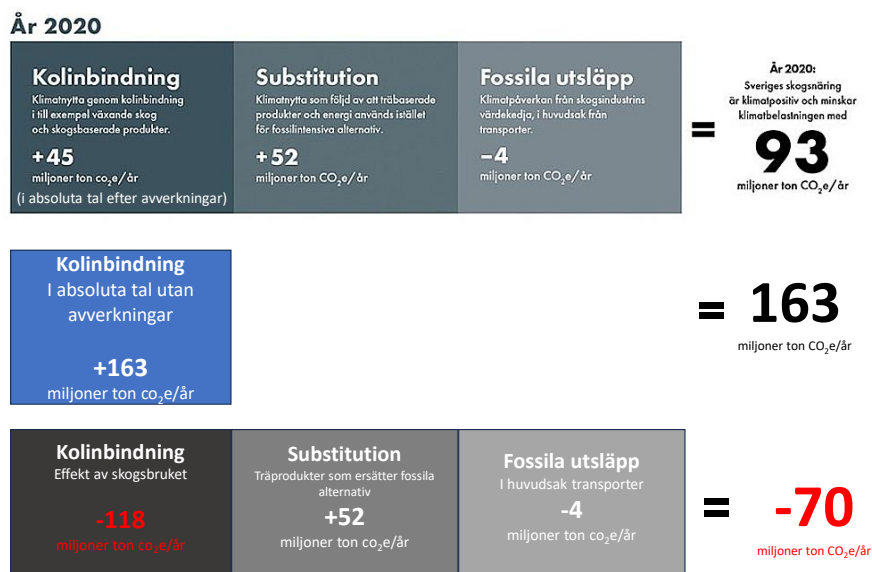 År 2020
Kolinbindning
Klimatnytta genom kolinbindning
i till exempel växande skog
och skogsbaserade produkter.
+45
miljoner ton co₂e/år
(i absoluta tal efter avverkningar)
Substitution
Klimatnytta som följd av att träbaserade
produkter och energi används istället
för fossilintensiva alternativ.
+52
miljoner ton CO₂e/år
Fossila utsläpp
Klimatpåverkan från skogsindustrins
värdekedja, i huvudsak från
transporter.
−4
miljoner ton CO₂e/år
=
År 2020:
Sveriges skogsnäring
är klimatpositiv och minskar
klimatbelastningen med
93
miljoner ton CO₂e/år
Kolinbindning
I absoluta tal utan
avverkningar
+163
miljoner ton co₂e/år
= 163
miljoner ton CO₂e/år
Kolinbindning
Effekt av skogsbruket
-118
miljoner ton co₂e/år
Substitution
Träprodukter som ersätter fossila
alternativ
+52
miljoner ton co₂e/år
Fossila utsläpp
I huvudsak transporter
-4
miljoner ton co₂e/år
= -70
miljoner ton CO₂e/år